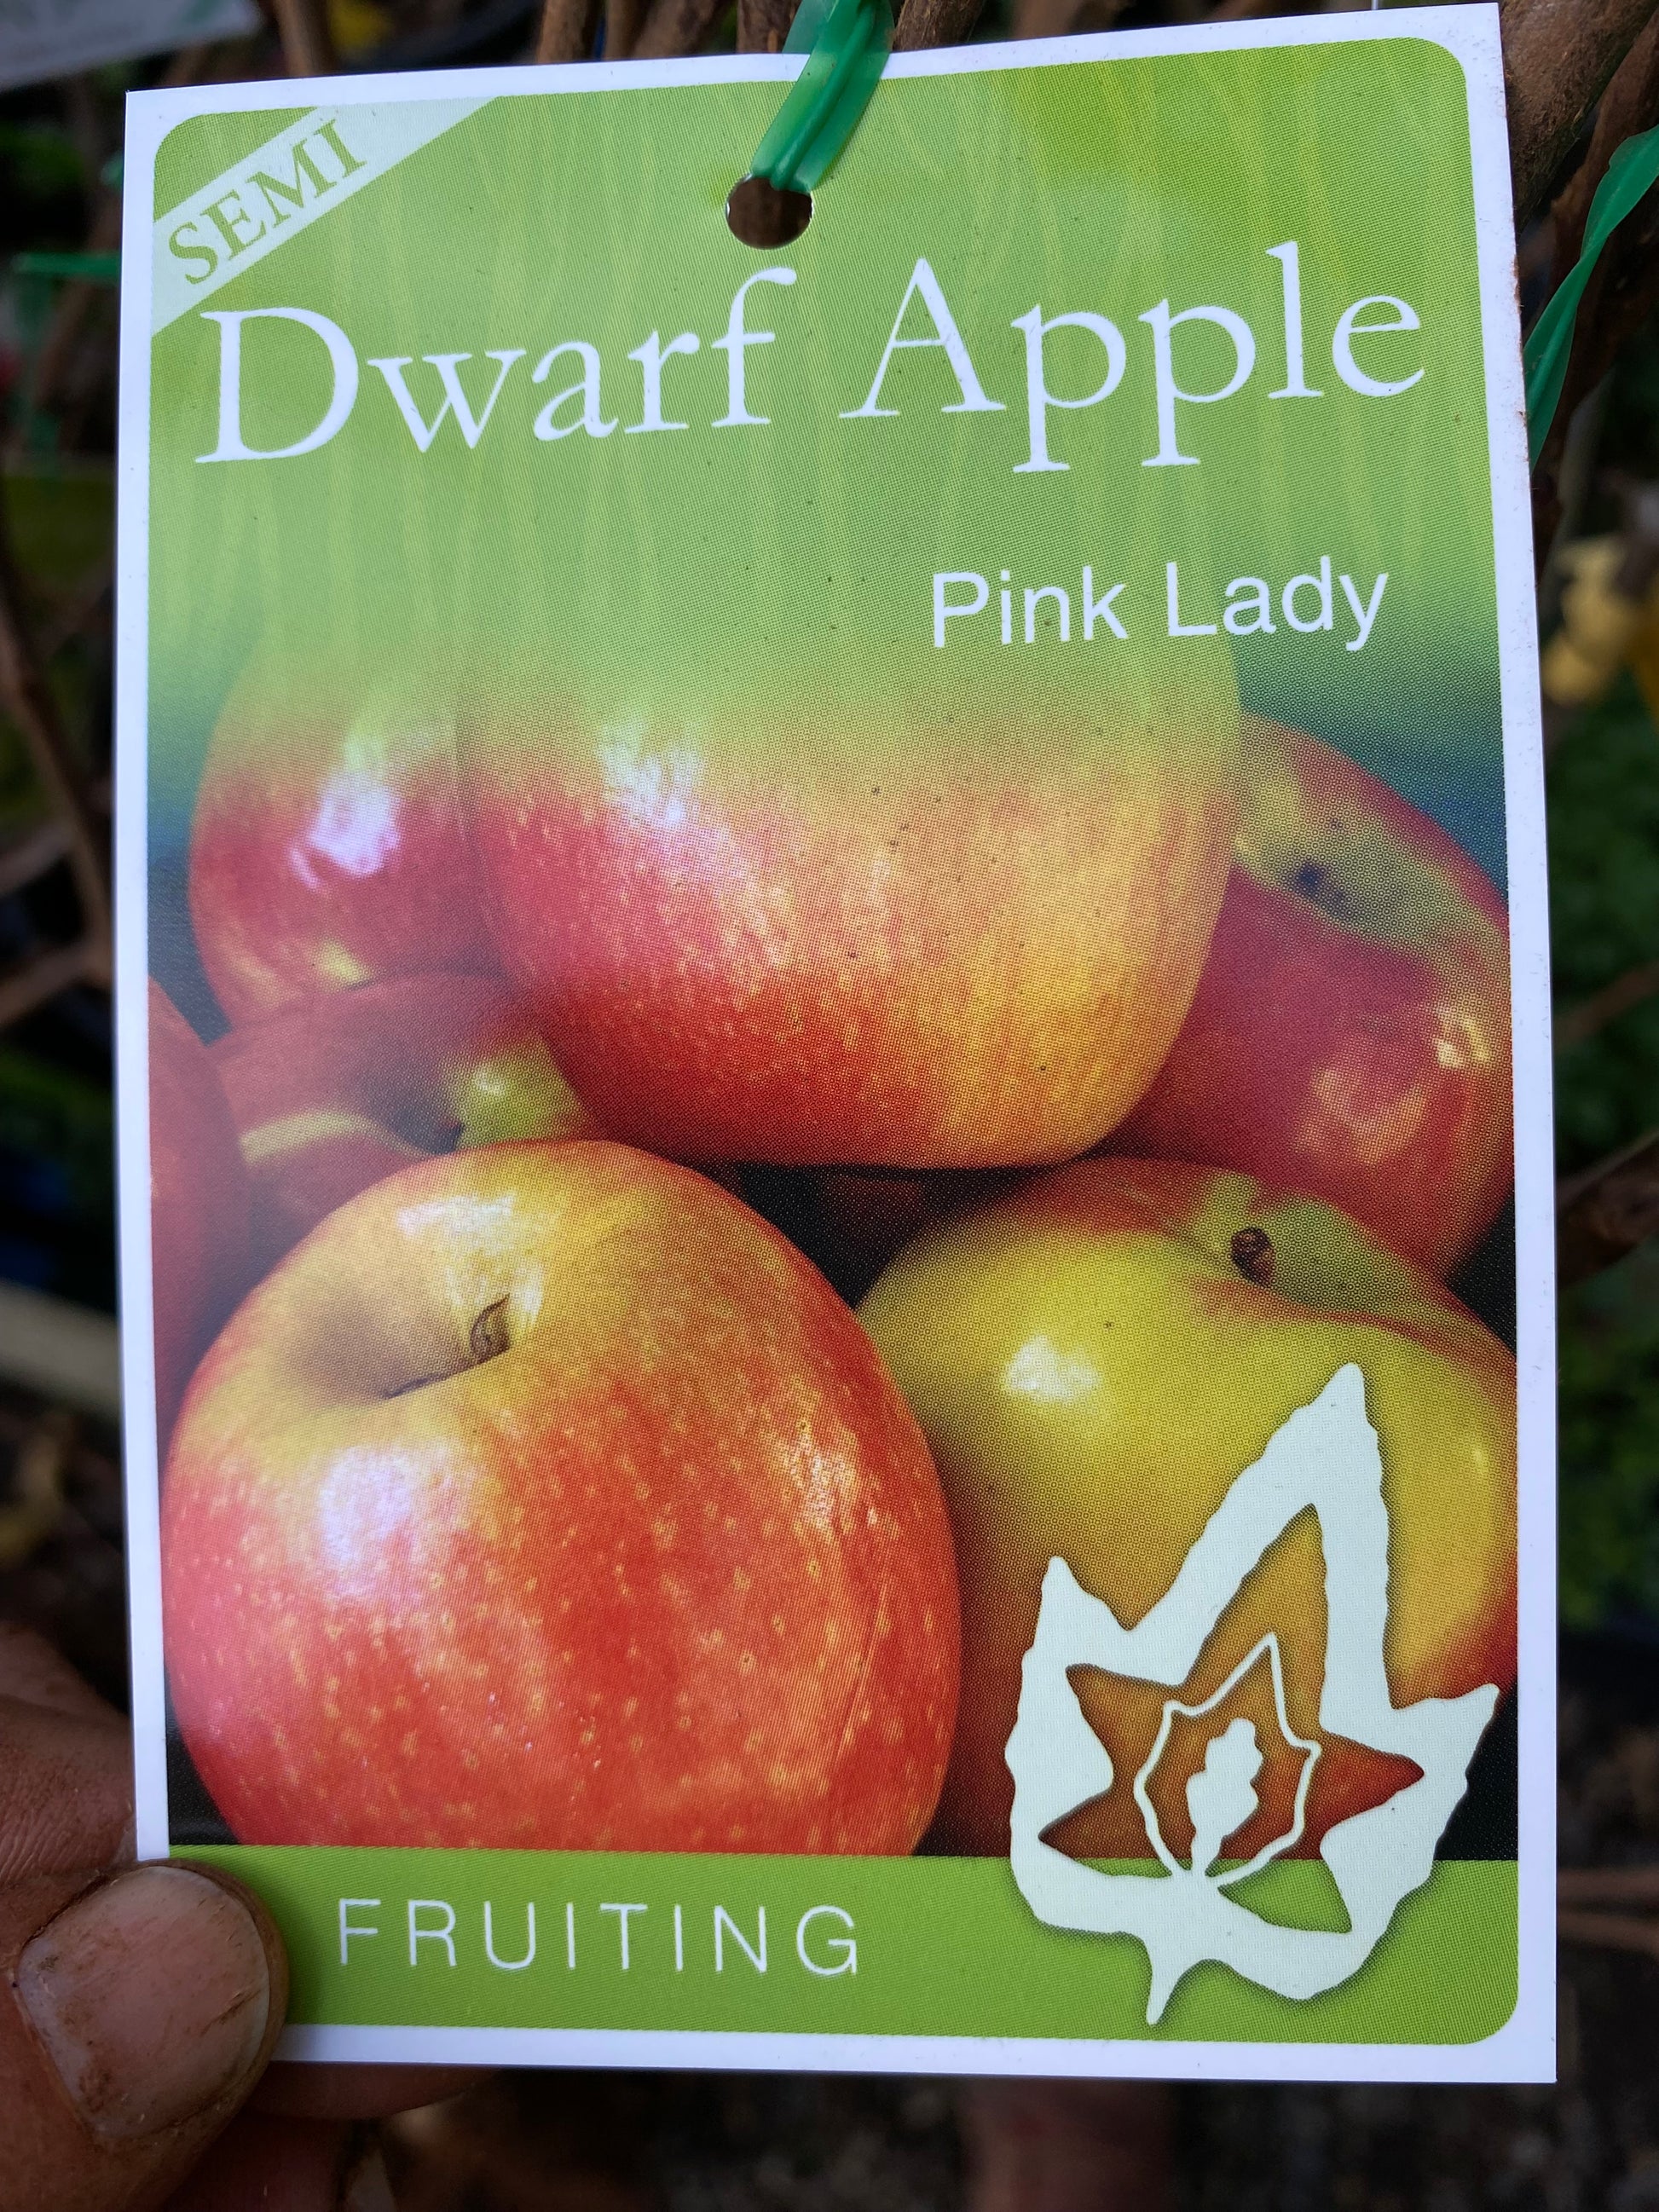 SEMI
Dwarf Apple
Pink Lady
FRUITING